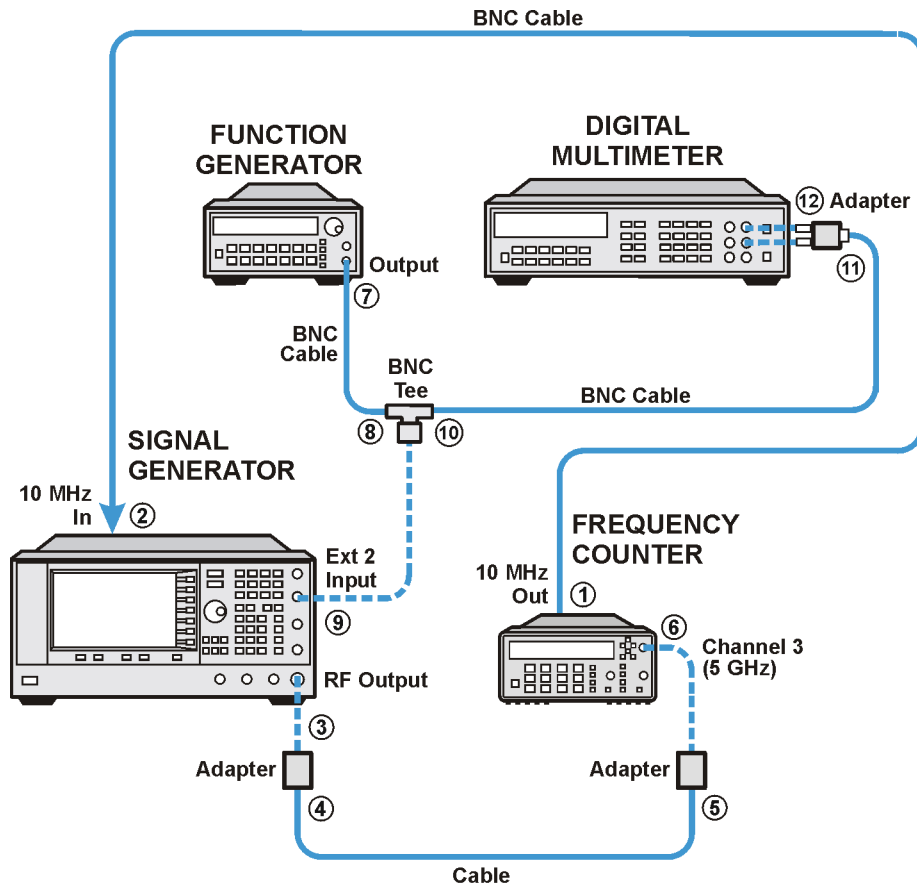 BNC Cable
FUNCTION
GENERATOR
DIGITAL
MULTIMETER
12 Adapter
11
Output
7
BNC
Cable
BNC
Tee
BNC Cable
8
10
SIGNAL
GENERATOR
10 MHz
In
2
Ext 2
Input
9
FREQUENCY
COUNTER
10 MHz
Out
1
6
Channel 3
(5 GHz)
RF Output
3
Adapter
4
Adapter
5
Cable